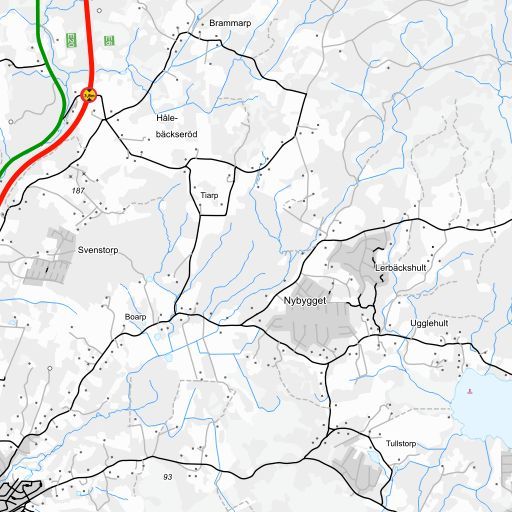 Brammarp
Håle-
bäckseröd
187
Tiarp
Svenstorp
Lerbäckshult
Nybygget
Boarp
Ugglehult
Tullstorp
93